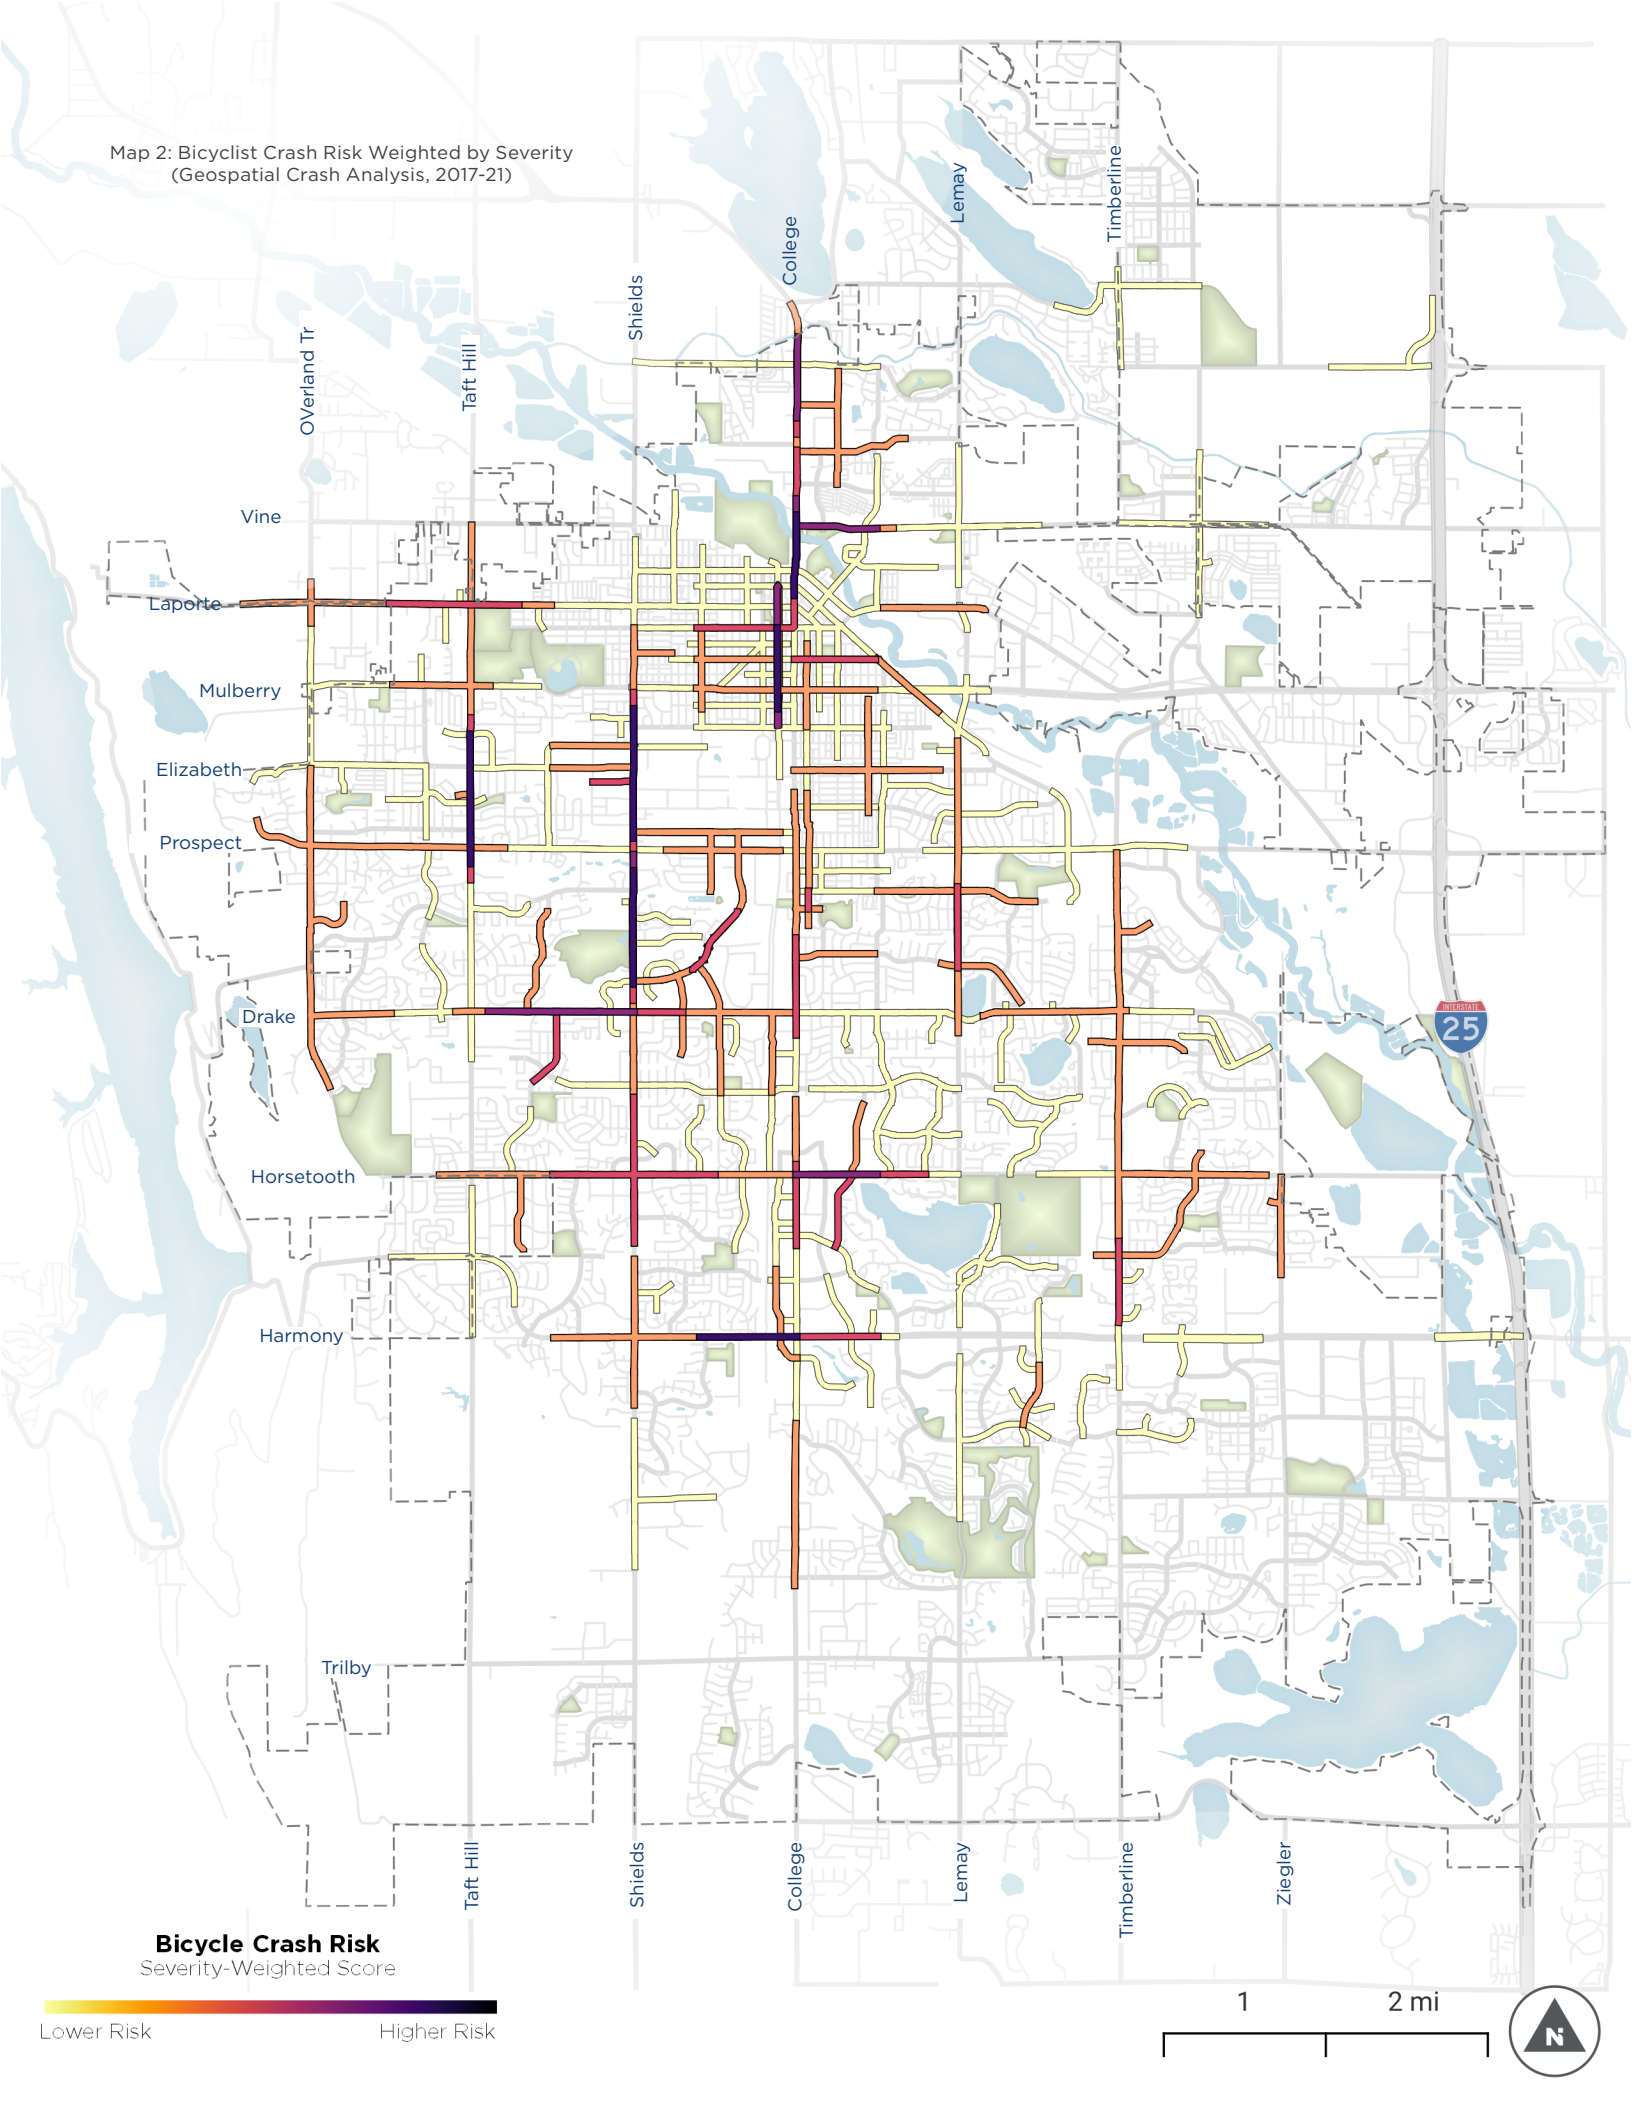 Map 2: Bicyclist Crash Risk Weighted by Severity
(Geospatial Crash Analysis, 2017-21)
Lemay
Timberline
College
Shields
OVerland Tr
Taft Hill
Vine
Laporte
Mulberry
Elizabeth
Prospect
Drake
INTERSTATE
25
Horsetooth
Harmony
Trilby
Taft Hill
Shields
College
Lemay
Timberline
Ziegler
Bicycle Crash Risk
Severity-Weighted Score
Lower Risk
Higher Risk
1
2 mi
N